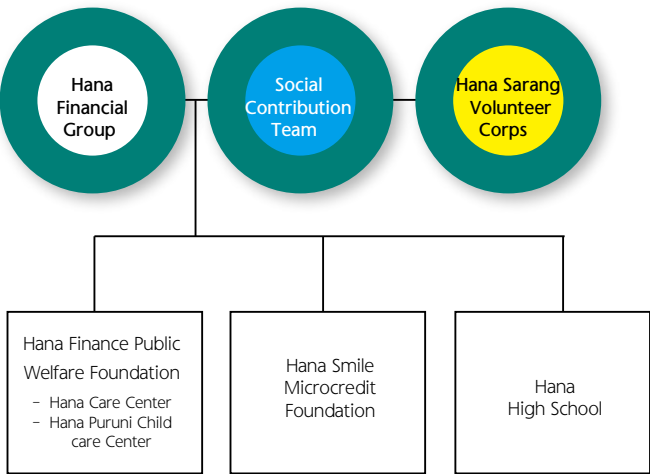 Hana
Financial
Group
Social
Contribution
Team
Hana Sarang
Volunteer
Corps
Hana Finance Public
Welfare Foundation
- Hana Care Center
- Hana Puruni Child
care Center
Hana Smile
Microcredit
Foundation
Hana
High School